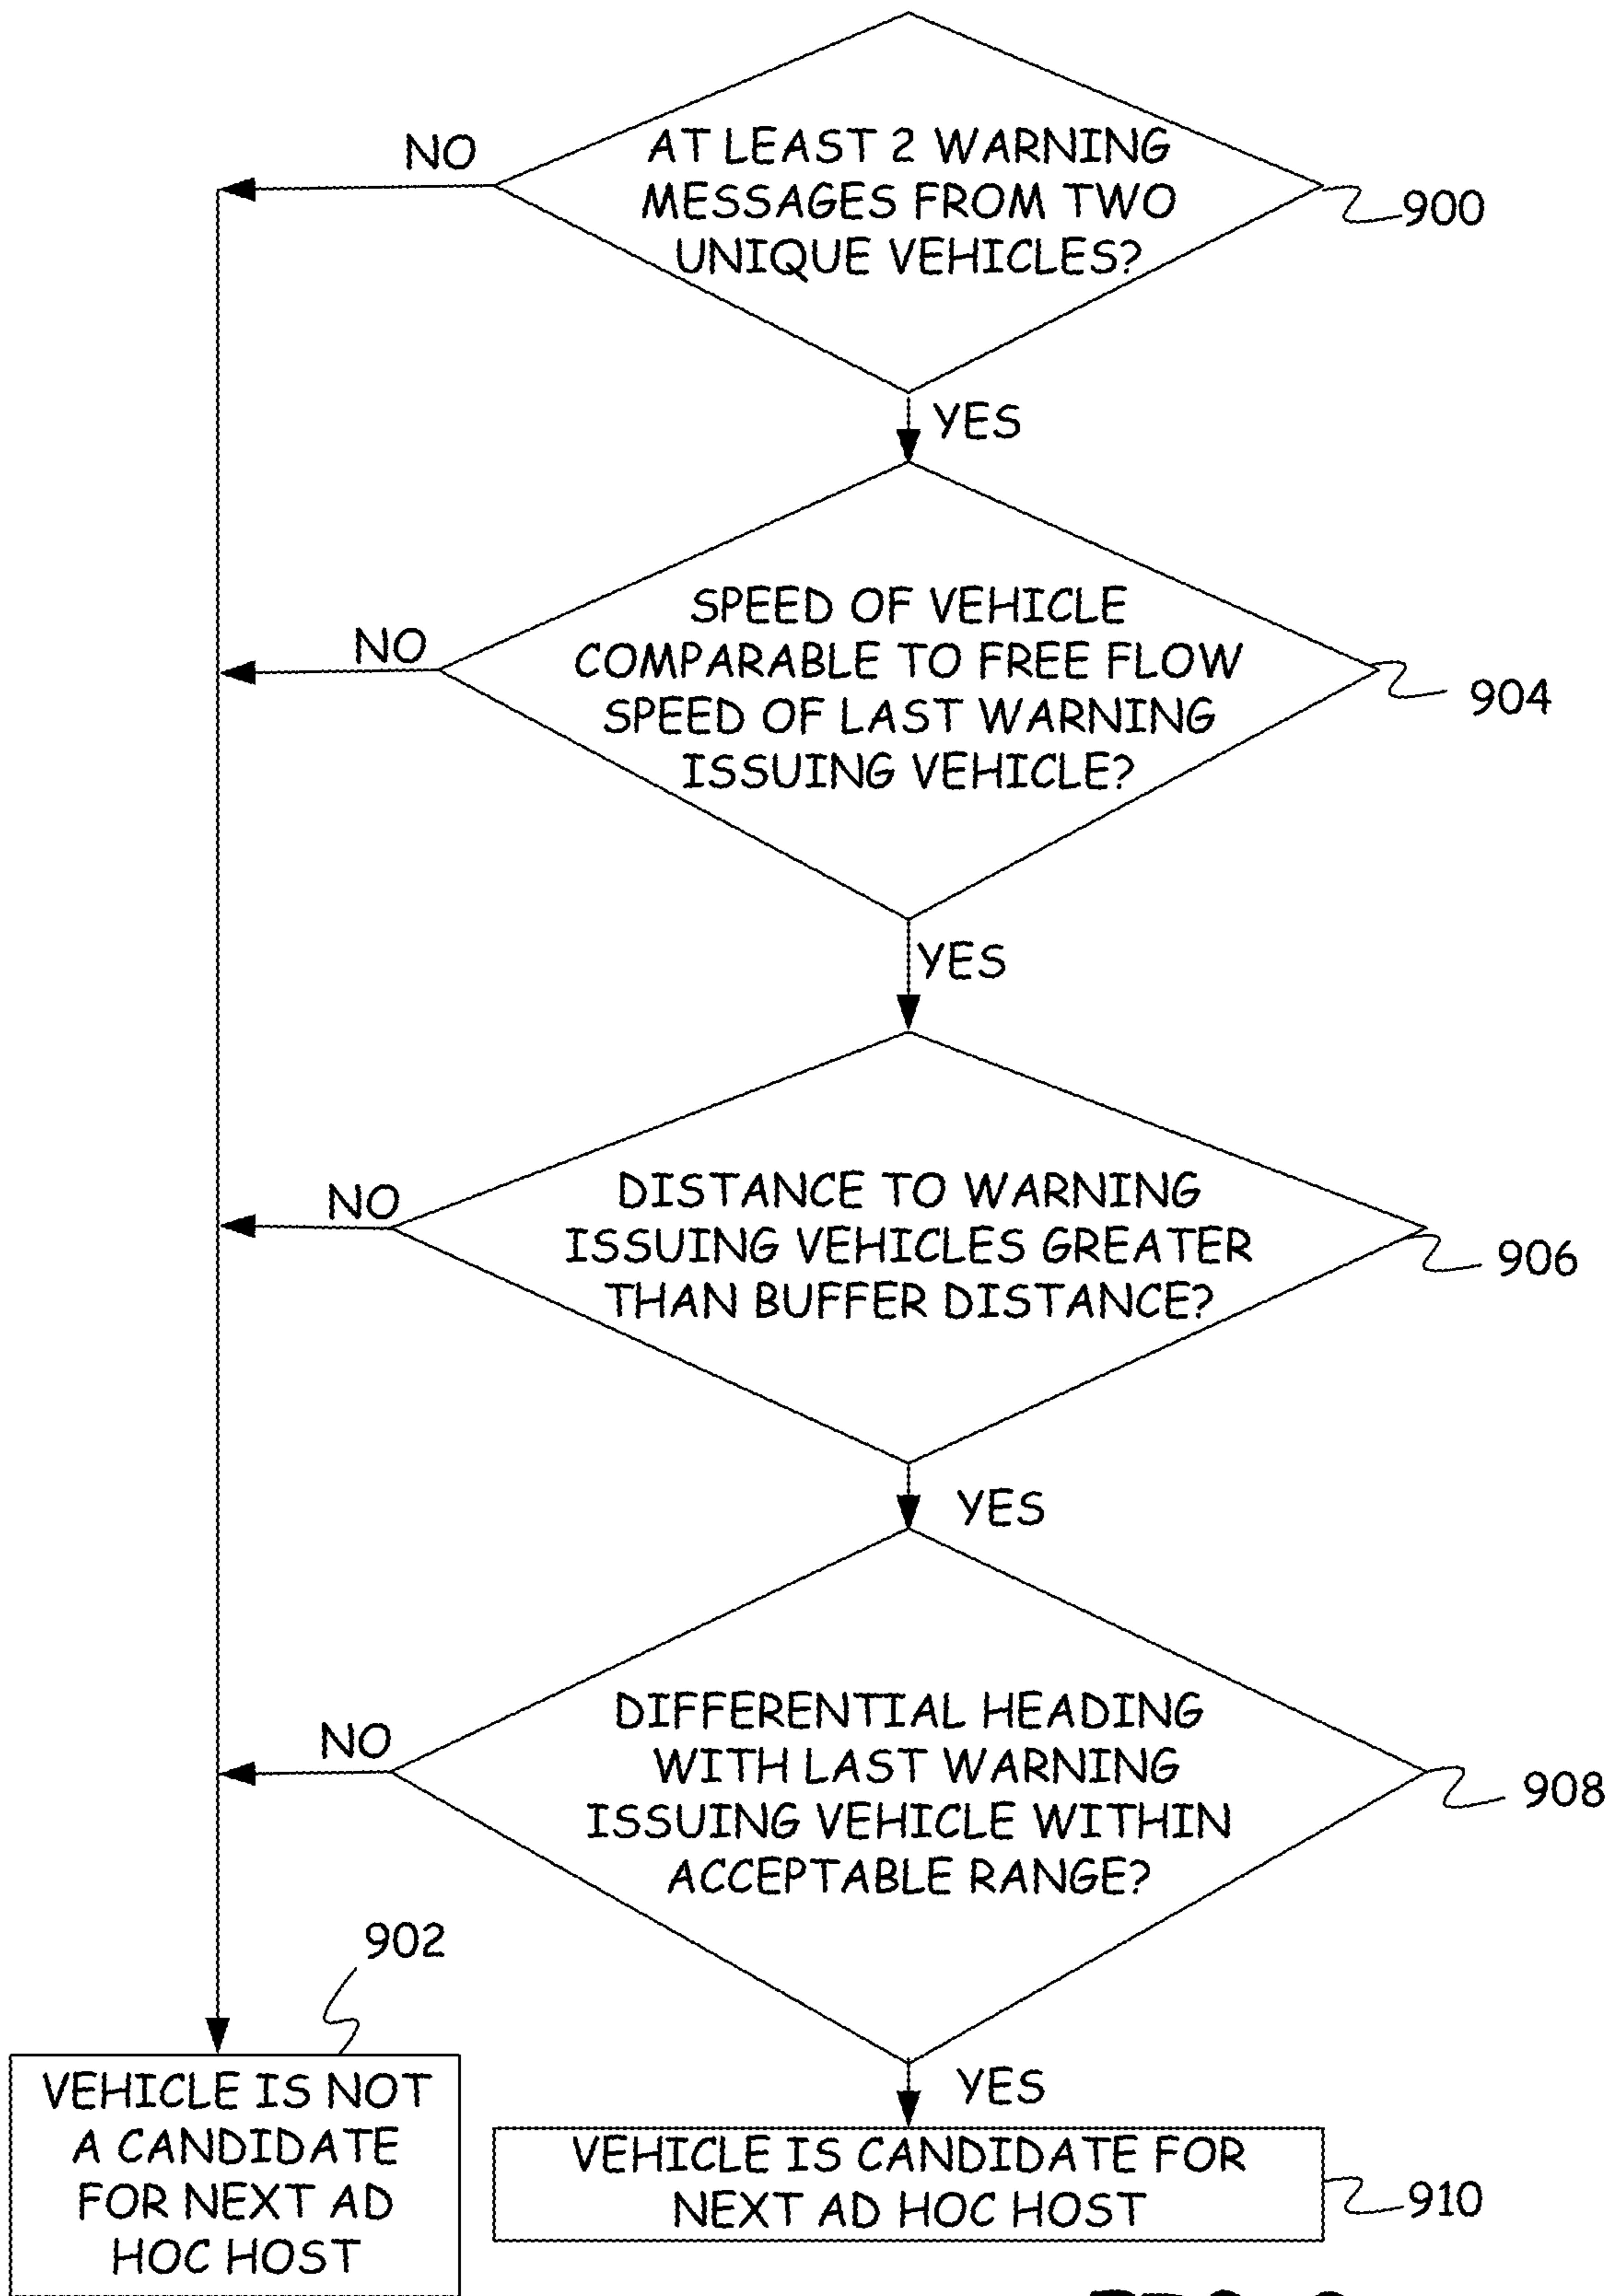 NO
AT LEAST 2 WARNING
MESSAGES FROM TWO
UNIQUE VEHICLES?
900
YES
NO
SPEED OF VEHICLE
COMPARABLE TO FREE FLOW
SPEED OF LAST WARNING
ISSUING VEHICLE?
904
YES
NO
DISTANCE TO WARNING
ISSUING VEHICLES GREATER
THAN BUFFER DISTANCE?
906
YES
NO
DIFFERENTIAL HEADING
WITH LAST WARNING
ISSUING VEHICLE WITHIN
ACCEPTABLE RANGE?
908
902
VEHICLE IS NOT
A CANDIDATE
FOR NEXT AD
HOC HOST
YES
VEHICLE IS CANDIDATE FOR
NEXT AD HOC HOST
910